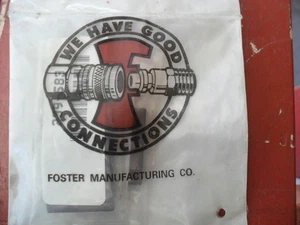 WE HAVE GOOD
CONNECTIONS
FOSTER MANUFACTURING CO.